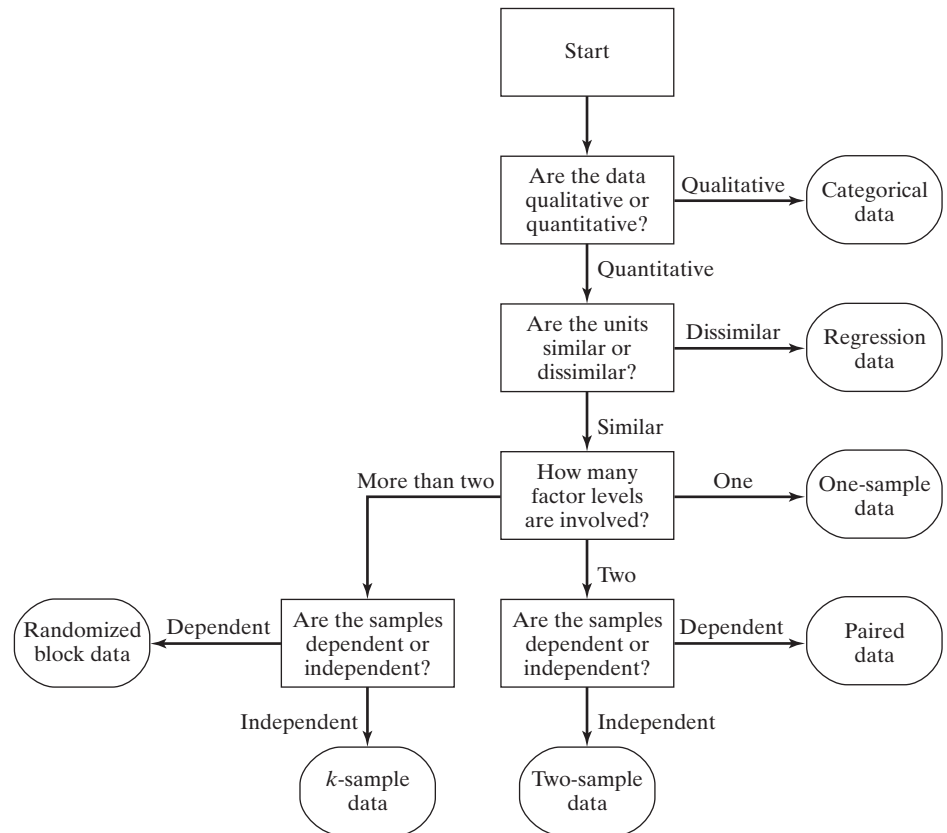 Start
Are the data
qualitative or
quantitative?
Qualitative
Categorical
data
Quantitative
Are the units
similar or
dissimilar?
Dissimilar
Regression
data
Similar
More than two
How many
factor levels
are involved?
One
One-sample
data
Two
Randomized
block data
Dependent
Are the samples
dependent or
independent?
Are the samples
dependent or
independent?
Dependent
Paired
data
Independent
Independent
k-sample
data
Two-sample
data